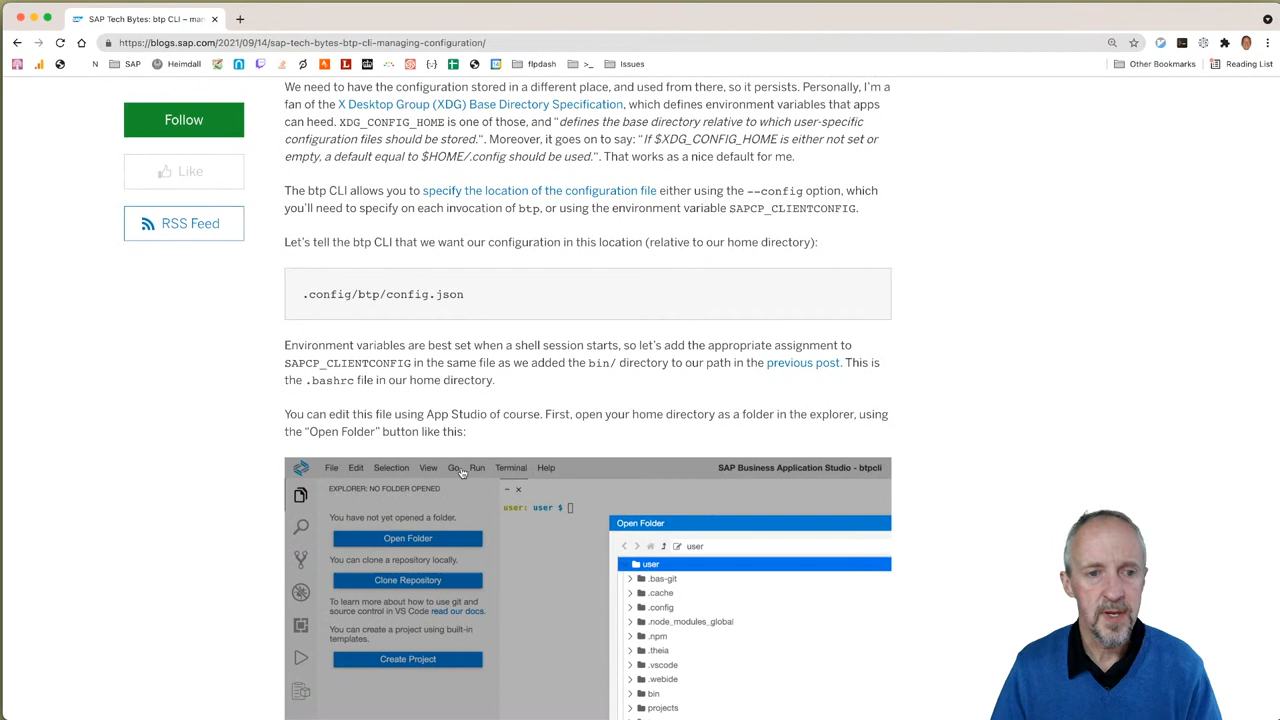 SAP Tech Bytes: btp CLI – man
https://blogs.sap.com/2021/09/14/sap-tech-bytes-btp-cli-managing-configuration/
N SAP Heimdall flpdash >_ Issues Other Bookmarks Reading List
Follow
Like
RSS Feed
We need to have the configuration stored in a different place, and used from there, so it persists. Personally, I'm a
fan of the X Desktop Group (XDG) Base Directory Specification, which defines environment variables that apps
can heed. XDG_CONFIG_HOME is one of those, and "defines the base directory relative to which user-specific
configuration files should be stored.". Moreover, it goes on to say: "If $XDG_CONFIG_HOME is either not set or
empty, a default equal to $HOME/.config should be used.". That works as a nice default for me.
The btp CLI allows you to specify the location of the configuration file either using the --config option, which
you'll need to specify on each invocation of btp, or using the environment variable SAPCP_CLIENTCONFIG.
Let's tell the btp CLI that we want our configuration in this location (relative to our home directory):
.config/btp/config.json
Environment variables are best set when a shell session starts, so let's add the appropriate assignment to
SAPCP_CLIENTCONFIG in the same file as we added the bin/ directory to our path in the previous post. This is
the .bashrc file in our home directory.
You can edit this file using App Studio of course. First, open your home directory as a folder in the explorer, using
the "Open Folder" button like this:
File Edit Selection View Go Run Terminal Help SAP Business Application Studio - btpcli
EXPLORER: NO FOLDER OPENED
user: user $
You have not yet opened a folder.
Open Folder
You can clone a repository locally.
Clone Repository
To learn more about how to use git and
source control in VS Code read our docs.
You can create a project using built-in
templates.
Create Project
Open Folder
user
user
.bas-git
.cache
.config
.node_modules_global
.npm
.theia
.vscode
.webide
bin
projects